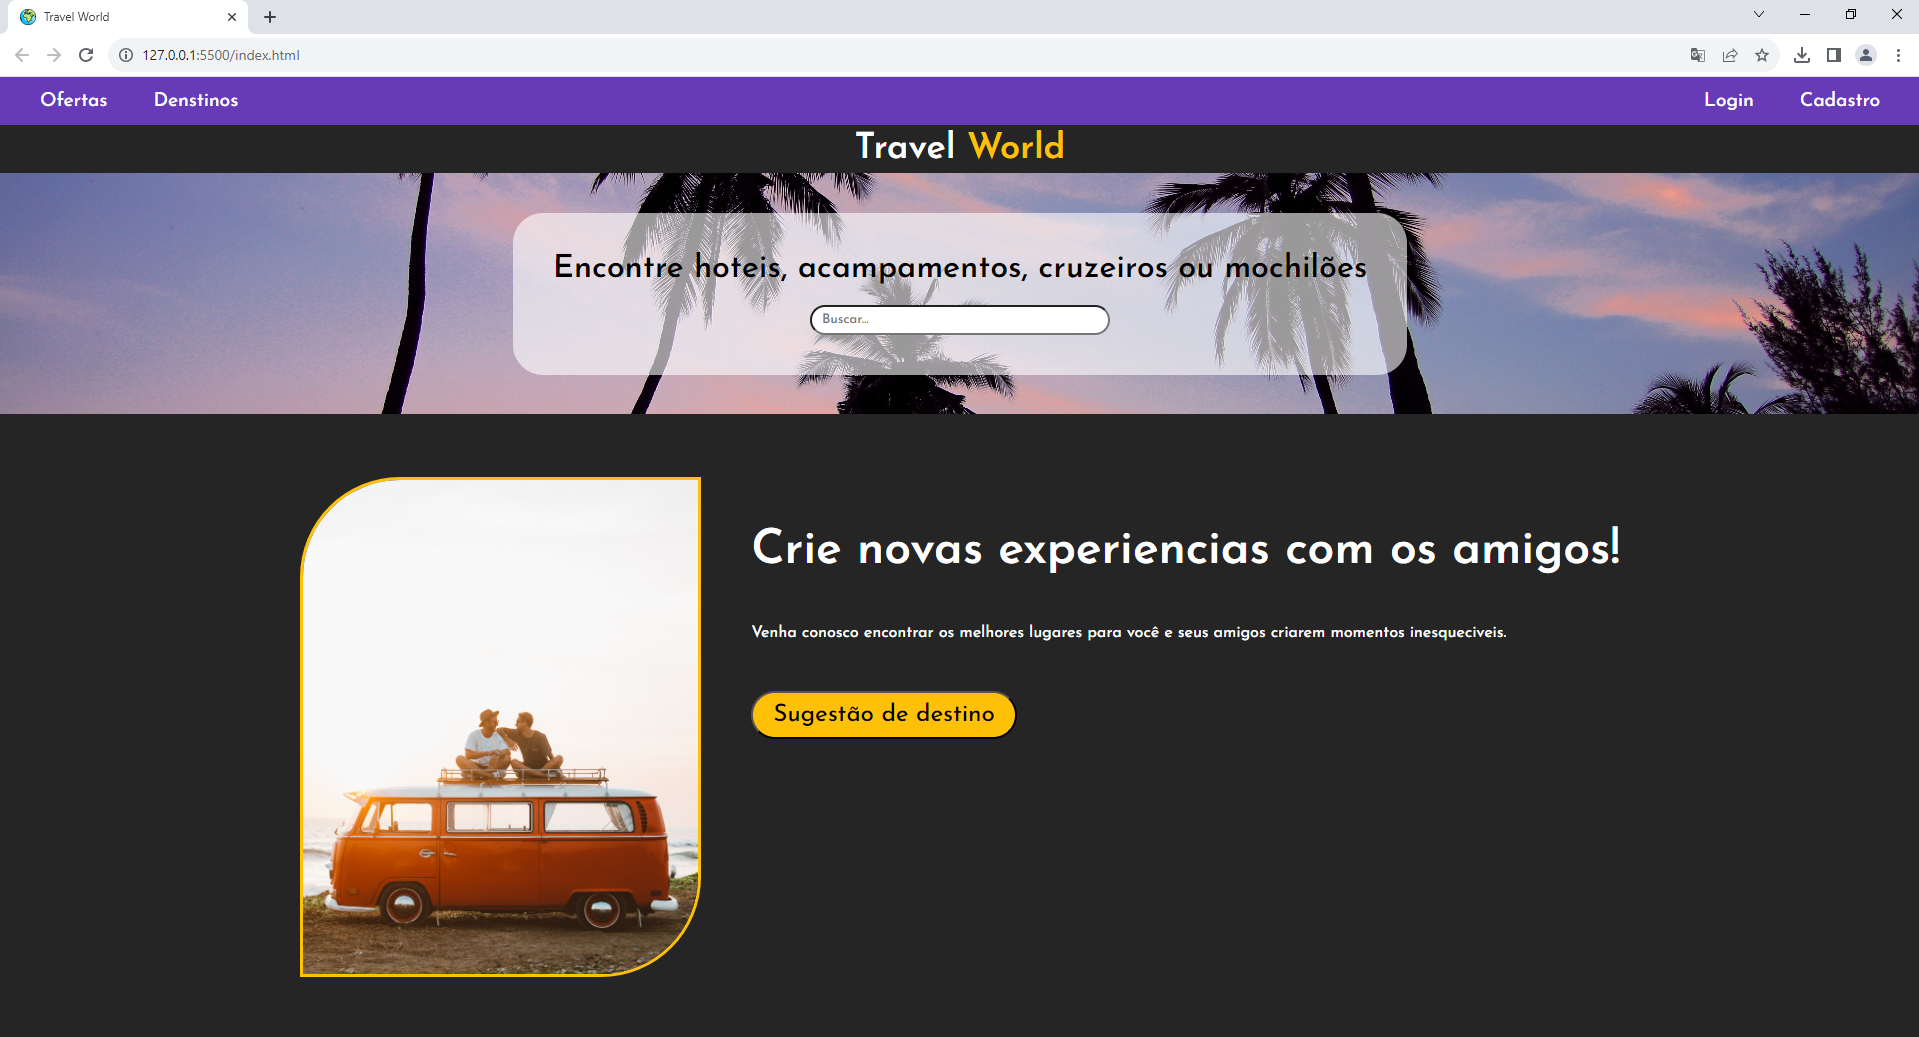 Travel World
127.0.0.1:5500/index.html
Ofertas Denstinos Login Cadastro
Travel World
Encontre hoteis, acampamentos, cruzeiros ou mochilões
Buscar...
Crie novas experiencias com os amigos!
Venha conosco encontrar os melhores lugares para você e seus amigos criarem momentos inesqueciveis.
Sugestão de destino